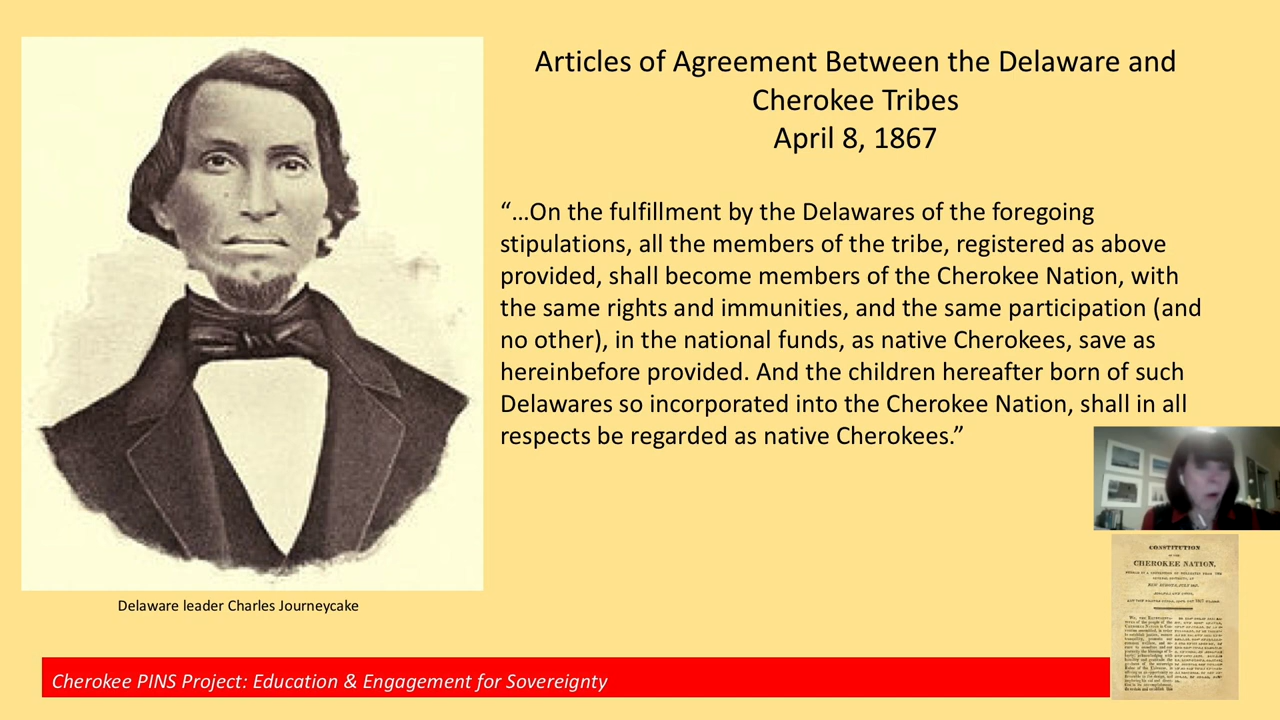 Articles of Agreement Between the Delaware and
Cherokee Tribes
April 8, 1867
“…On the fulfillment by the Delawares of the foregoing
stipulations, all the members of the tribe, registered as above
provided, shall become members of the Cherokee Nation, with
the same rights and immunities, and the same participation (and
no other), in the national funds, as native Cherokees, save as
hereinbefore provided. And the children hereafter born of such
Delawares so incorporated into the Cherokee Nation, shall in all
respects be regarded as native Cherokees.”
Delaware leader Charles Journeycake
Cherokee PINS Project: Education & Engagement for Sovereignty
CONSTITUTION
OF THE
CHEROKEE NATION,